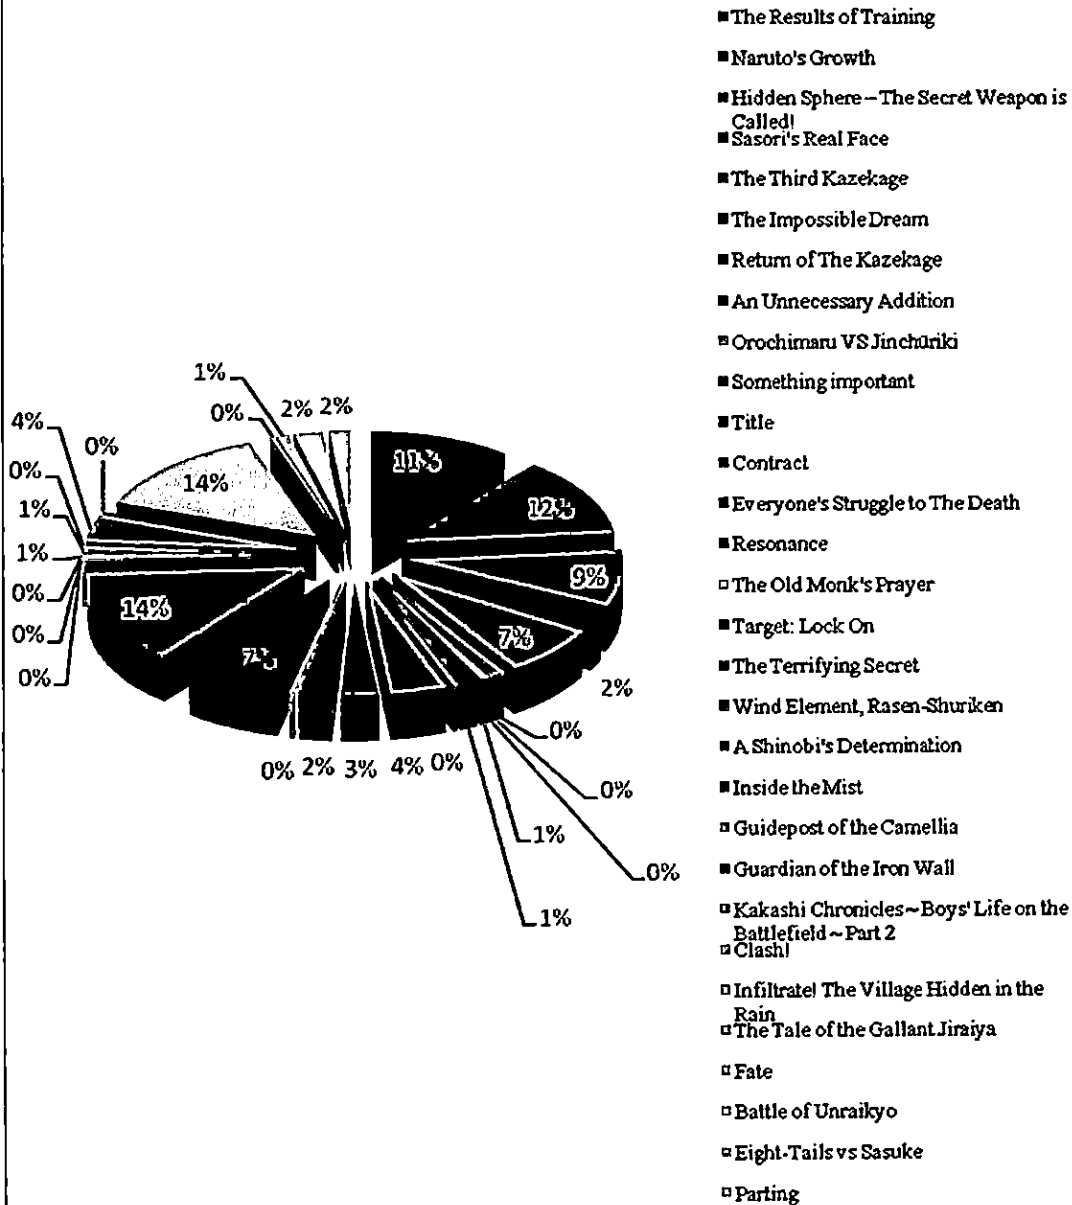 The Results of Training
Naruto's Growth
Hidden Sphere – The Secret Weapon is
Called!
Sasori's Real Face
The Third Kazekage
The Impossible Dream
Return of The Kazekage
An Unnecessary Addition
Orochimaru VS Jinchūriki
Something important
Title
Contract
Everyone's Struggle to The Death
Resonance
The Old Monk's Prayer
Target: Lock On
The Terrifying Secret
Wind Element, Rasen-Shuriken
A Shinobi's Determination
Inside the Mist
Guidepost of the Camellia
Guardian of the Iron Wall
Kakashi Chronicles ~ Boys' Life on the
Battlefield ~ Part 2
Clash!
Infiltrate! The Village Hidden in the
Rain
The Tale of the Gallant Jiraiya
Fate
Battle of Unraikyo
Eight-Tails vs Sasuke
Parting
1%
0%
2%
2%
4%
0%
0%
1%
1%
0%
0%
0%
14%
11%
12%
9%
7%
2%
0%
0%
0%
1%
1%
0%
4%
3%
2%
0%
7%
14%